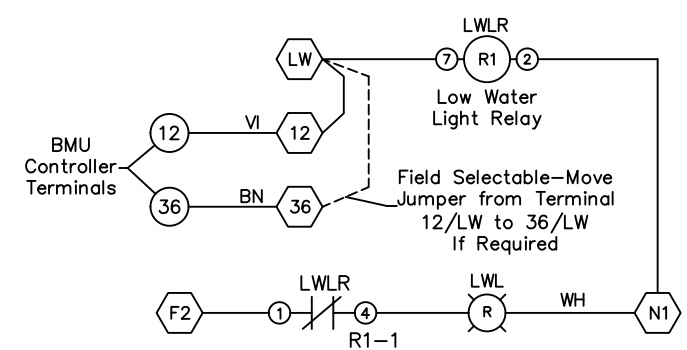 LWLR
LW
7
R1
2
Low Water
Light Relay
VI
12
12
BMU
Controller
Terminals
BN
36
36
Field Selectable-Move
Jumper from Terminal
12/LW to 36/LW
If Required
LWLR
LWL
WH
F2
1
4
R
N1
R1-1